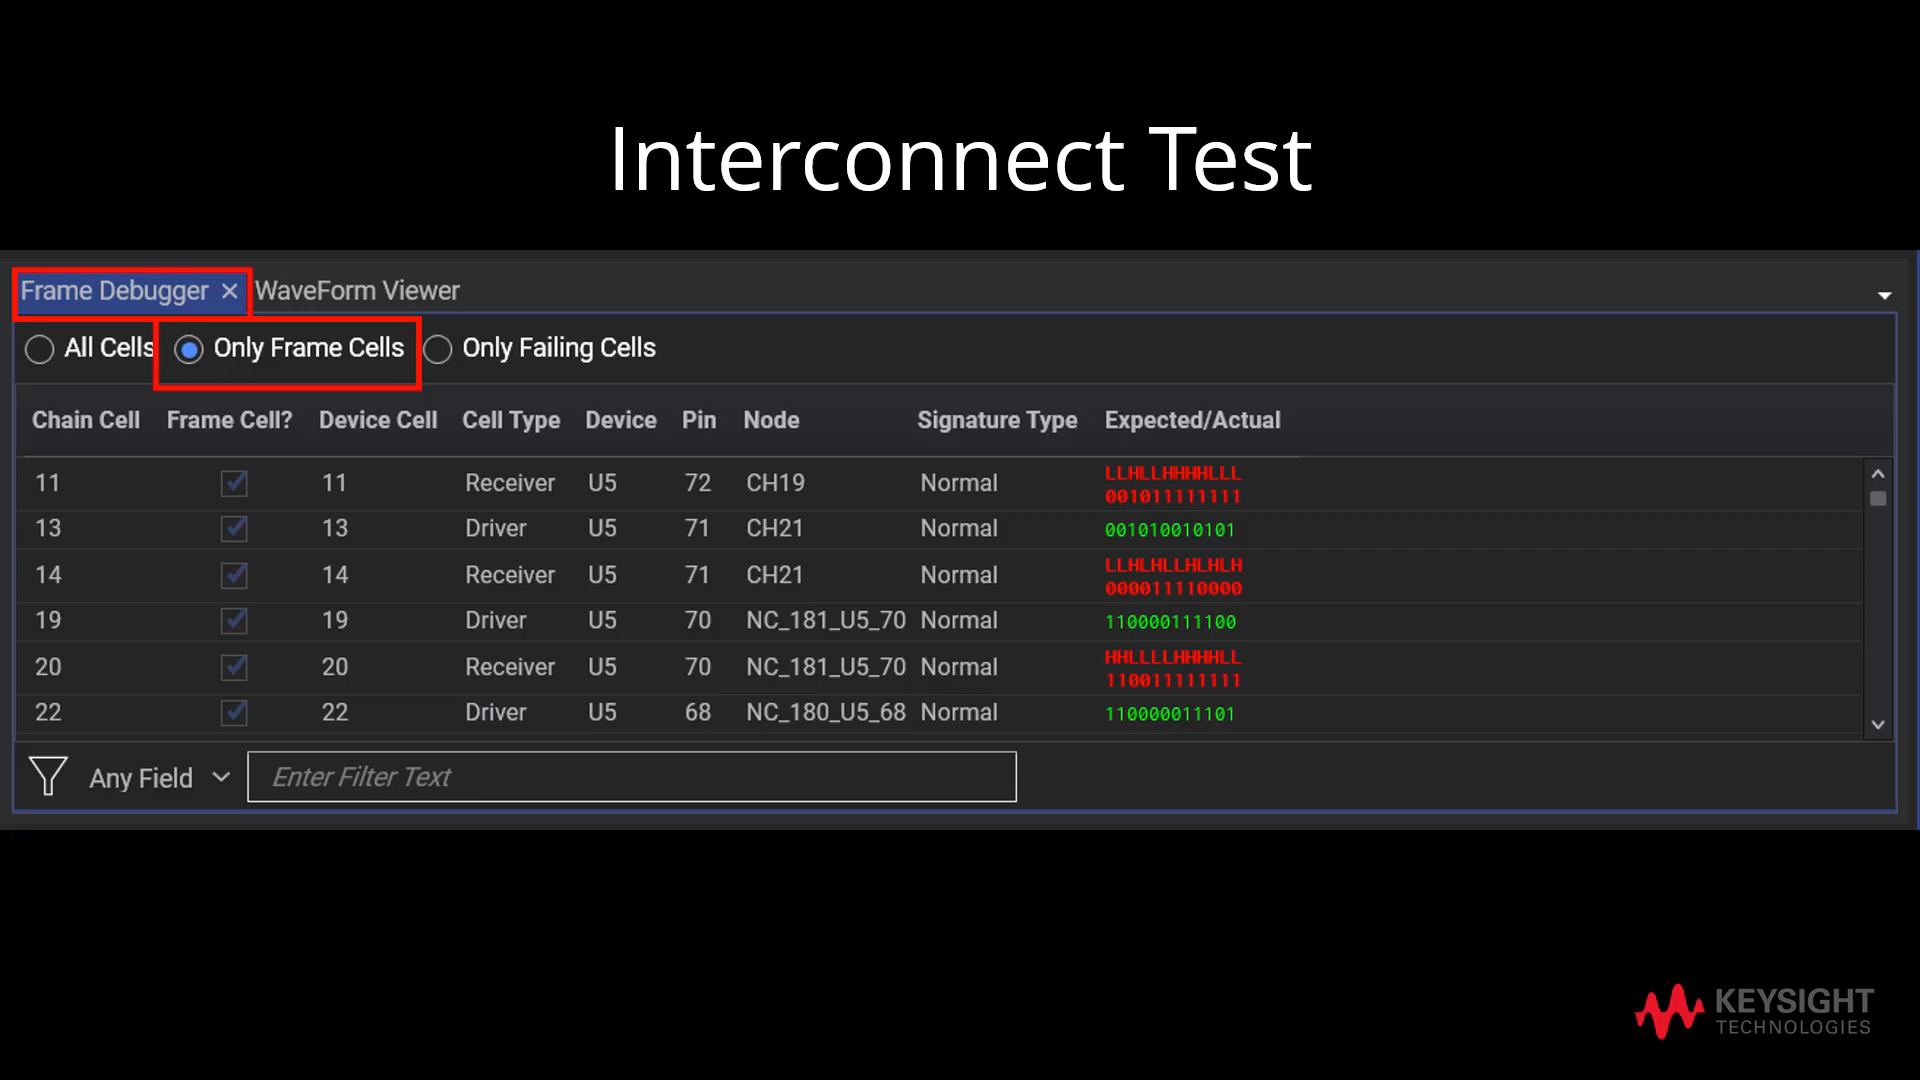 Interconnect Test
Frame Debugger × WaveForm Viewer
All Cells Only Frame Cells Only Failing Cells
Chain Cell Frame Cell? Device Cell Cell Type Device Pin Node Signature Type Expected/Actual
11 11 Receiver U5 72 CH19 Normal LLHLLHHHHLLL
001011111111
13 13 Driver U5 71 CH21 Normal 001010010101
14 14 Receiver U5 71 CH21 Normal LLHLHLLHLHLH
000011110000
19 19 Driver U5 70 NC_181_U5_70 Normal 110000111100
20 20 Receiver U5 70 NC_181_U5_70 Normal HHLLLLHHHHLL
110011111111
22 22 Driver U5 68 NC_180_U5_68 Normal 110000011101
Any Field Enter Filter Text
KEYSIGHT
TECHNOLOGIES